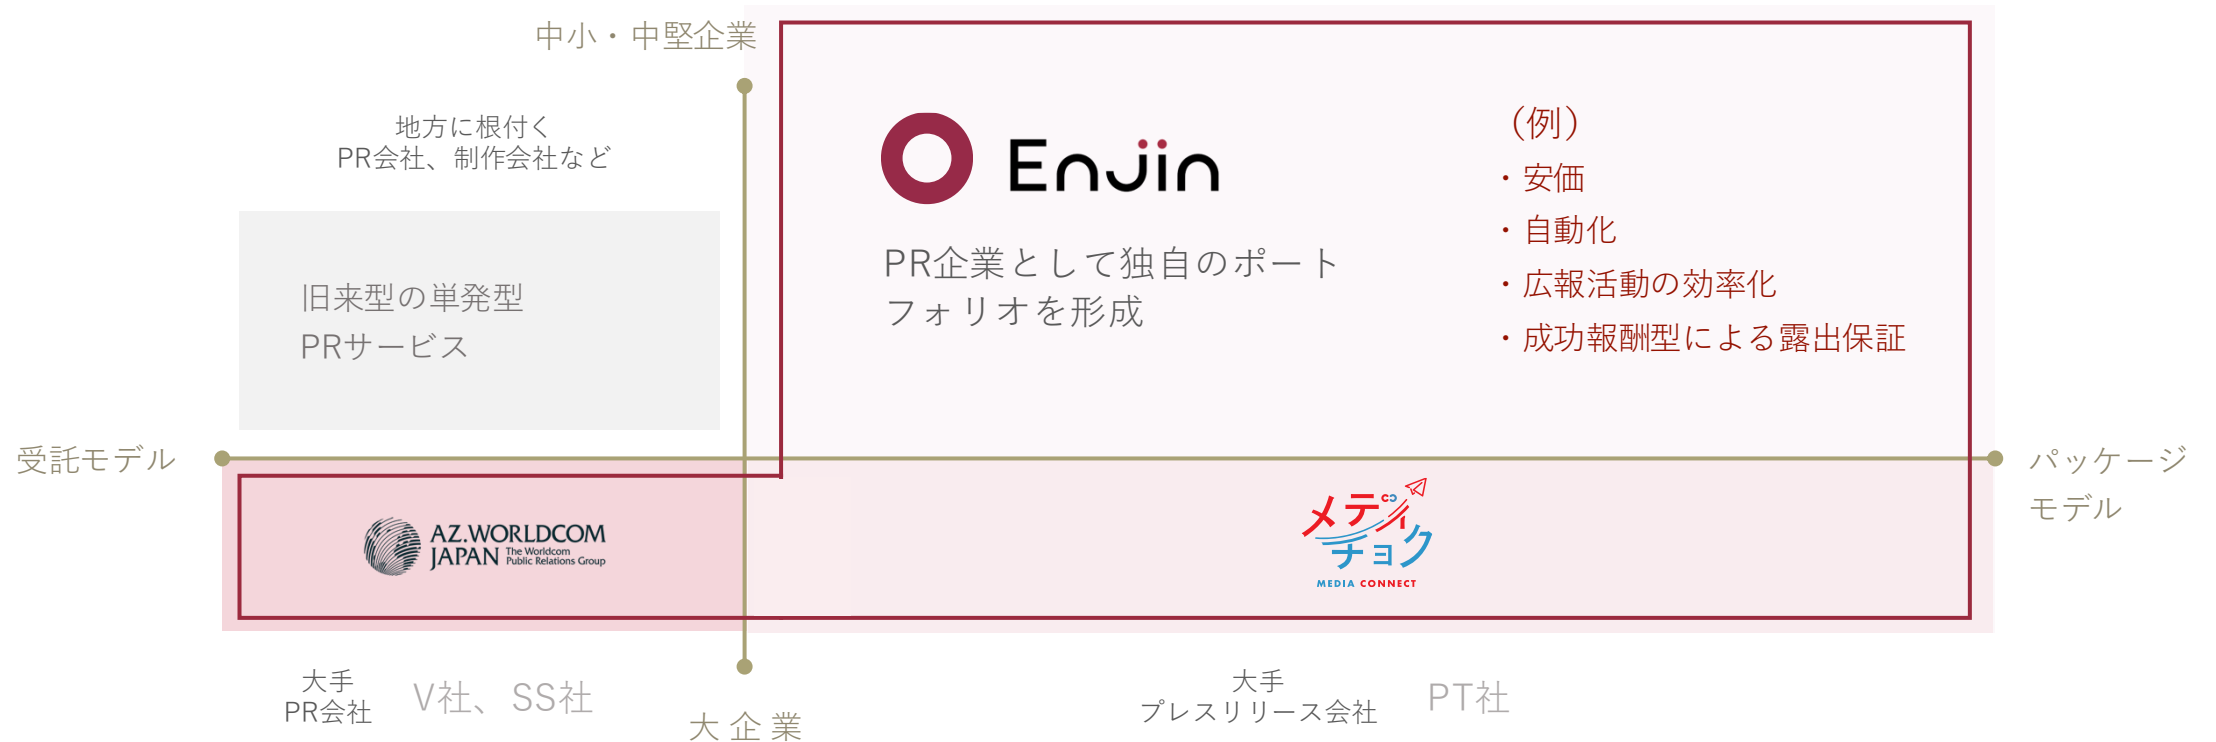 中小・中堅企業
地方に根付く
PR会社、制作会社など
旧来型の単発型
PRサービス
Enjin
PR企業として独自のポート
フォリオを形成
（例）
・安価
・自動化
・広報活動の効率化
・成功報酬型による露出保証
受託モデル
パッケージ
モデル
AZ.WORLDCOM
JAPAN The Worldcom
Public Relations Group
メディ
チョク
MEDIA CONNECT
大手
PR会社
V社、SS社
大企業
大手
プレスリリース会社
PT社